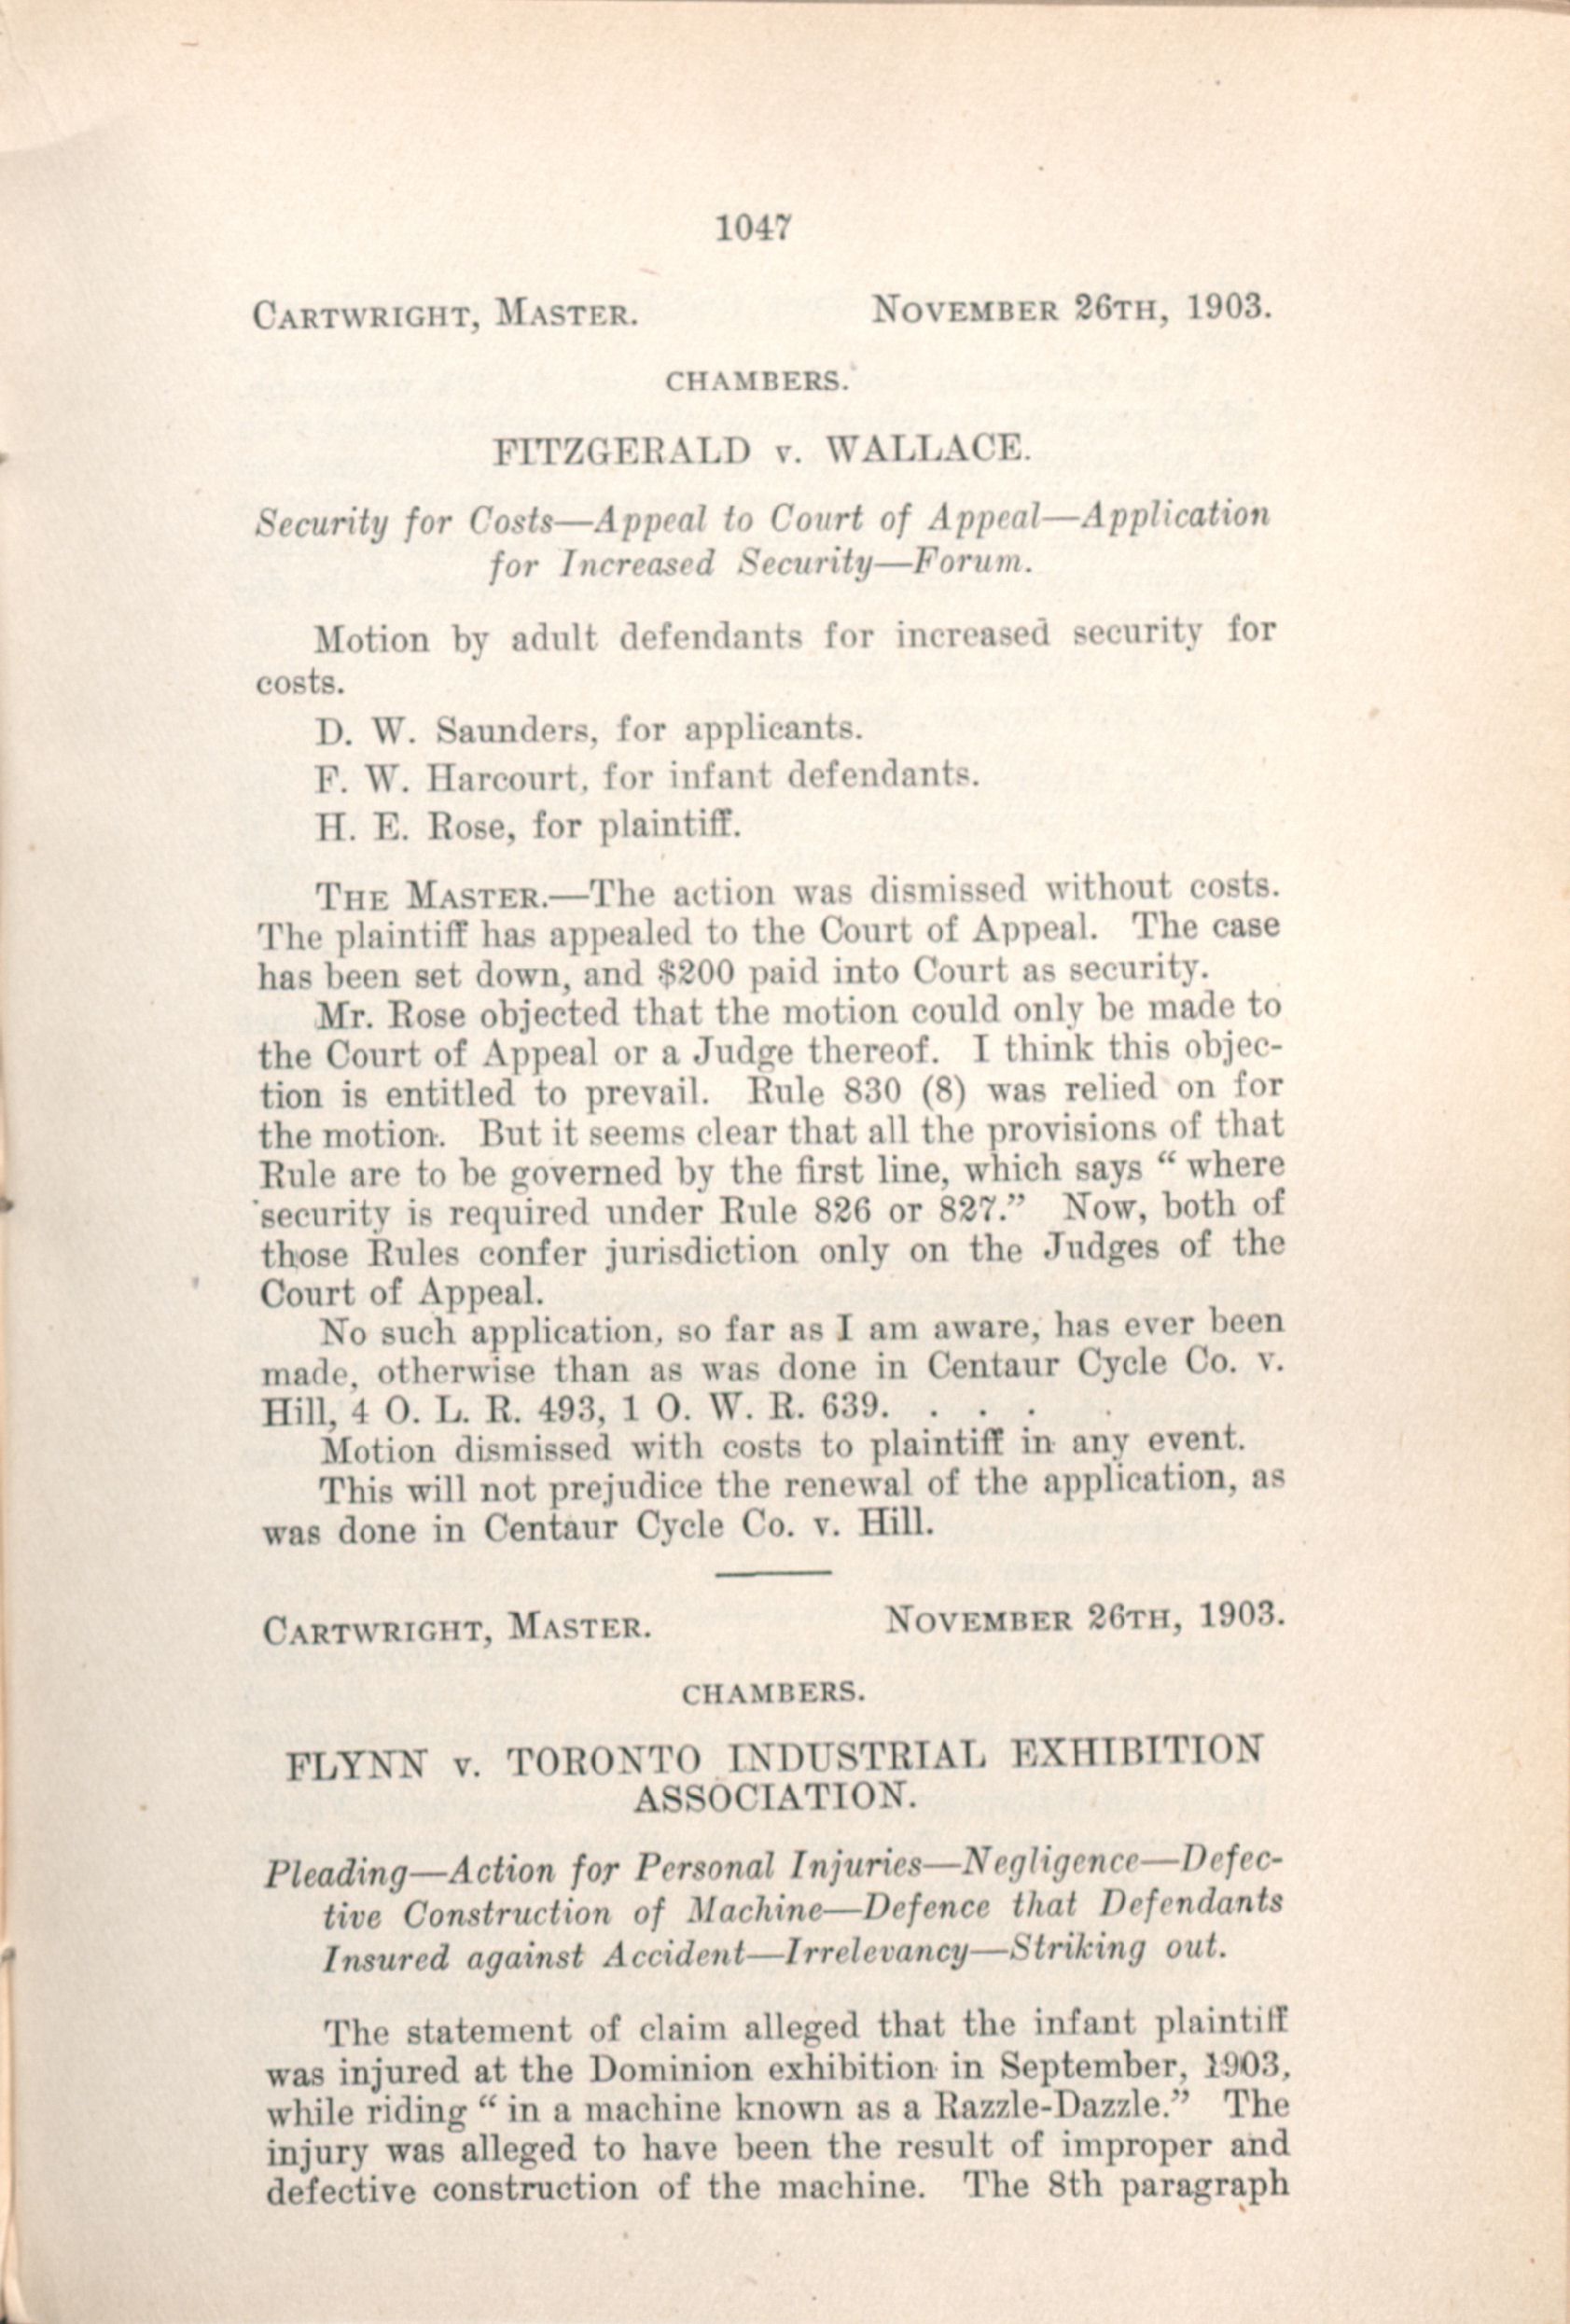 1047
CARTWRIGHT, MASTER. NOVEMBER 26TH, 1903.
CHAMBERS.
FITZGERALD v. WALLACE.
Security for Costs—Appeal to Court of Appeal—Application
for Increased Security—Forum.
Motion by adult defendants for increased security for
costs.
D. W. Saunders, for applicants.
F. W. Harcourt, for infant defendants.
H. E. Rose, for plaintiff.
THE MASTER.—The action was dismissed without costs.
The plaintiff has appealed to the Court of Appeal. The case
has been set down, and $200 paid into Court as security.
Mr. Rose objected that the motion could only be made to
the Court of Appeal or a Judge thereof. I think this objec-
tion is entitled to prevail. Rule 830 (8) was relied on for
the motion. But it seems clear that all the provisions of that
Rule are to be governed by the first line, which says " where
security is required under Rule 826 or 827." Now, both of
those Rules confer jurisdiction only on the Judges of the
Court of Appeal.
No such application, so far as I am aware, has ever been
made, otherwise than as was done in Centaur Cycle Co. v.
Hill, 4 O. L. R. 493, 1 O. W. R. 639. . . .
Motion dismissed with costs to plaintiff in any event.
This will not prejudice the renewal of the application, as
was done in Centaur Cycle Co. v. Hill.
CARTWRIGHT, MASTER. NOVEMBER 26TH, 1903.
CHAMBERS.
FLYNN v. TORONTO INDUSTRIAL EXHIBITION
ASSOCIATION.
Pleading—Action for Personal Injuries—Negligence—Defec-
tive Construction of Machine—Defence that Defendants
Insured against Accident—Irrelevancy—Striking out.
The statement of claim alleged that the infant plaintiff
was injured at the Dominion exhibition in September, 1903,
while riding " in a machine known as a Razzle-Dazzle." The
injury was alleged to have been the result of improper and
defective construction of the machine. The 8th paragraph